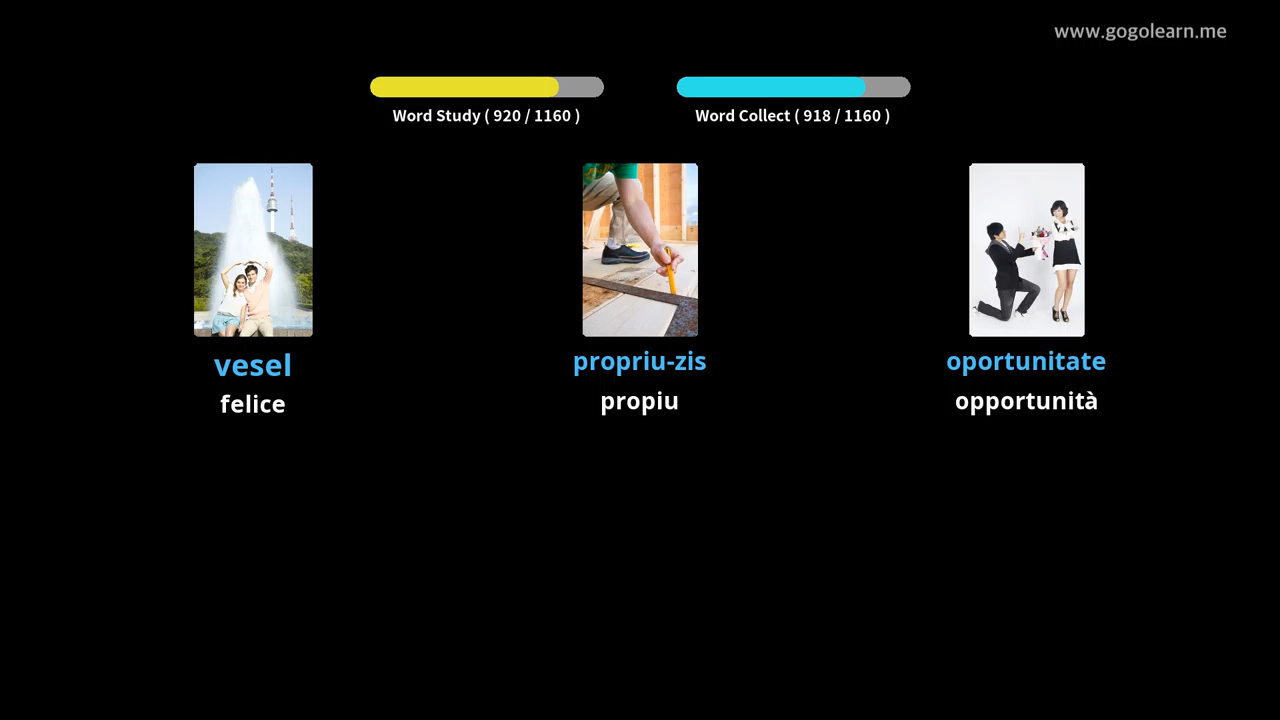 www.gogolearn.me
Word Study ( 920 / 1160 )
Word Collect ( 918 / 1160 )
vesel
felice
propriu-zis
propiu
oportunitate
opportunità